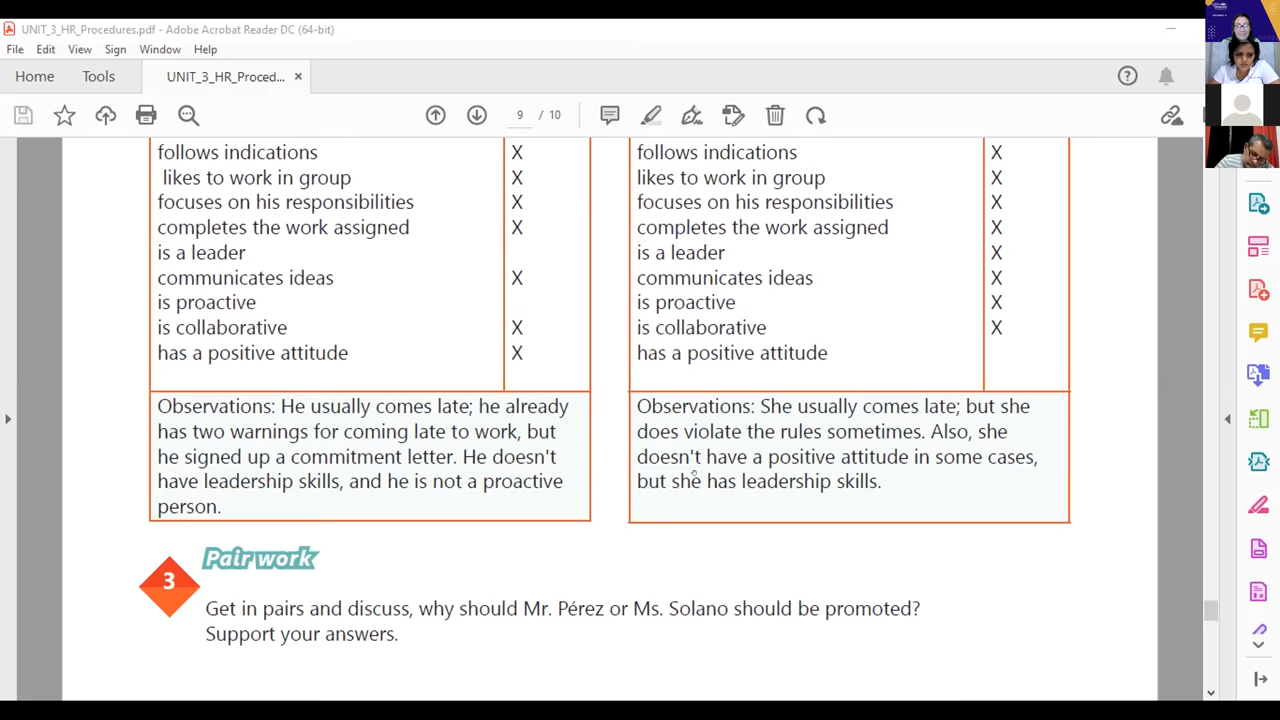 UNIT_3_HR_Procedures.pdf - Adobe Acrobat Reader DC (64-bit)
File Edit View Sign Window Help
Home Tools UNIT_3_HR_Proced... ×
9 / 10
follows indications X
likes to work in group X
focuses on his responsibilities X
completes the work assigned X
is a leader
communicates ideas X
is proactive
is collaborative X
has a positive attitude X
Observations: He usually comes late; he already
has two warnings for coming late to work, but
he signed up a commitment letter. He doesn't
have leadership skills, and he is not a proactive
person.
follows indications X
likes to work in group X
focuses on his responsibilities X
completes the work assigned X
is a leader X
communicates ideas X
is proactive X
is collaborative X
has a positive attitude
Observations: She usually comes late; but she
does violate the rules sometimes. Also, she
doesn't have a positive attitude in some cases,
but she has leadership skills.
Pair work
3
Get in pairs and discuss, why should Mr. Pérez or Ms. Solano should be promoted?
Support your answers.